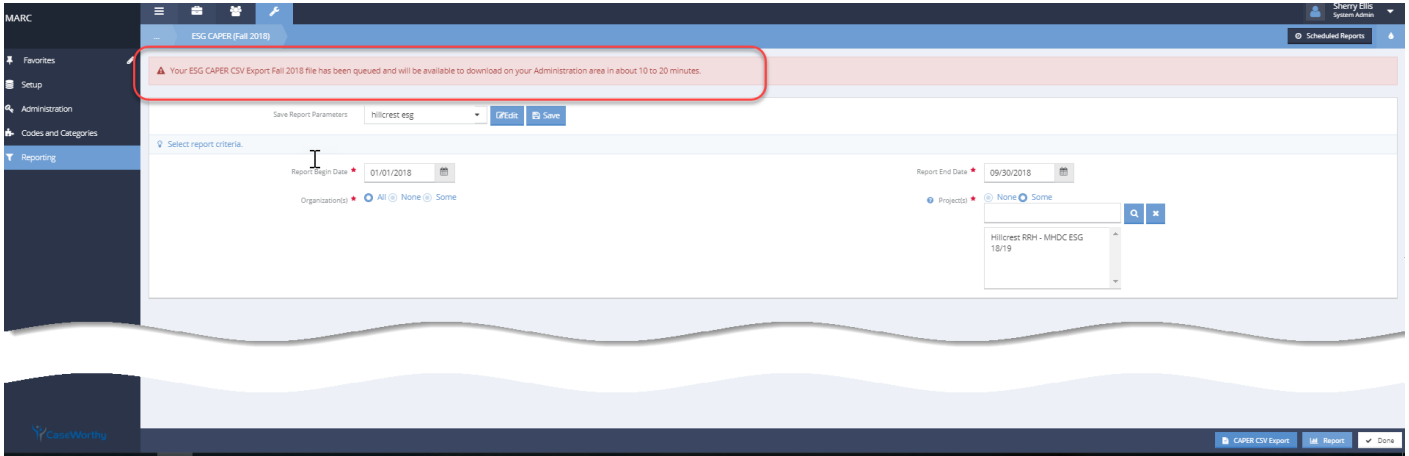 MARC
Sherry Ellis
System Admin
... ESG CAPER (Fall 2018)
Scheduled Reports
Favorites
Your ESG CAPER CSV Export Fall 2018 file has been queued and will be available to download on your Administration area in about 10 to 20 minutes.
Setup
Administration
Save Report Parameters hillcrest esg Edit Save
Codes and Categories
Select report criteria.
Reporting
Report Begin Date * 01/01/2018 Report End Date * 09/30/2018
Organization(s) * All None Some Project(s) * None Some
Hillcrest RRH - MHDC ESG
18/19
CaseWorthy
CAPER CSV Export Report Done